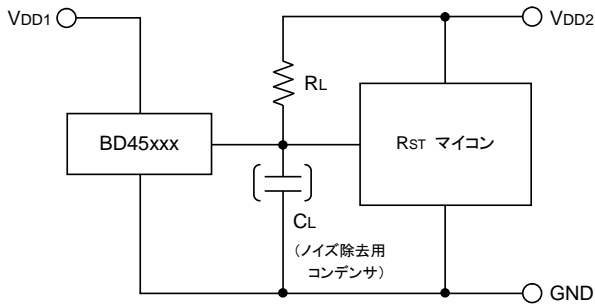 VDD1
VDD2
RL
BD45xxx
RST マイコン
CL
(ノイズ除去用
コンデンサ)
GND